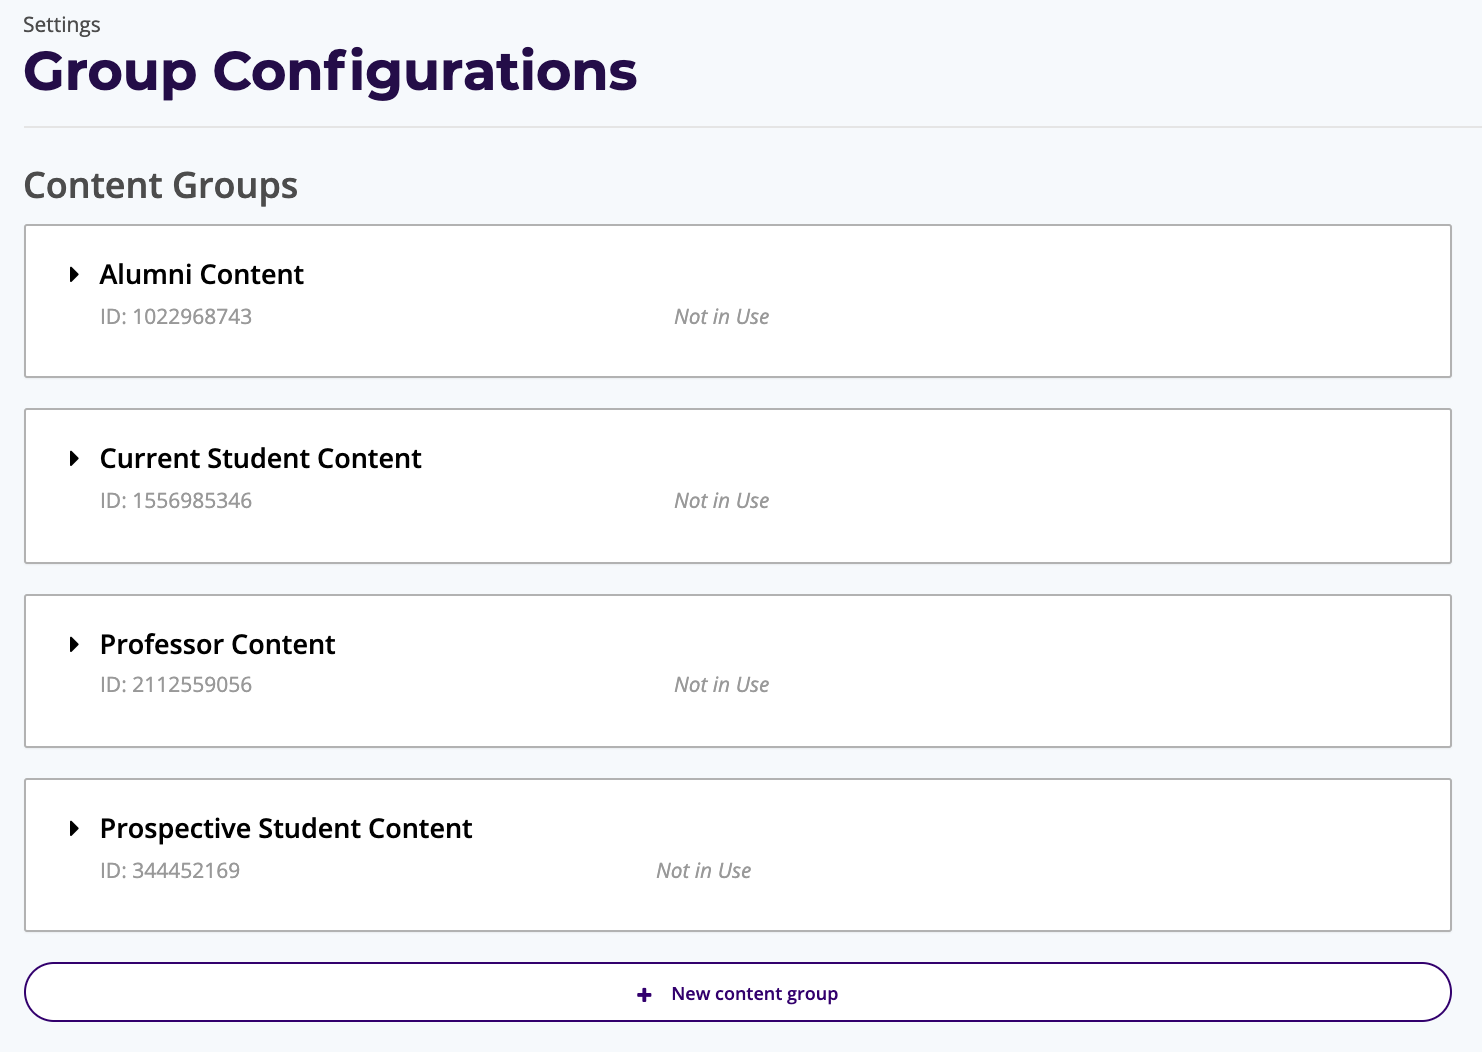 Settings
Group Configurations
Content Groups
Alumni Content
ID: 1022968743 Not in Use
Current Student Content
ID: 1556985346 Not in Use
Professor Content
ID: 2112559056 Not in Use
Prospective Student Content
ID: 344452169 Not in Use
+ New content group